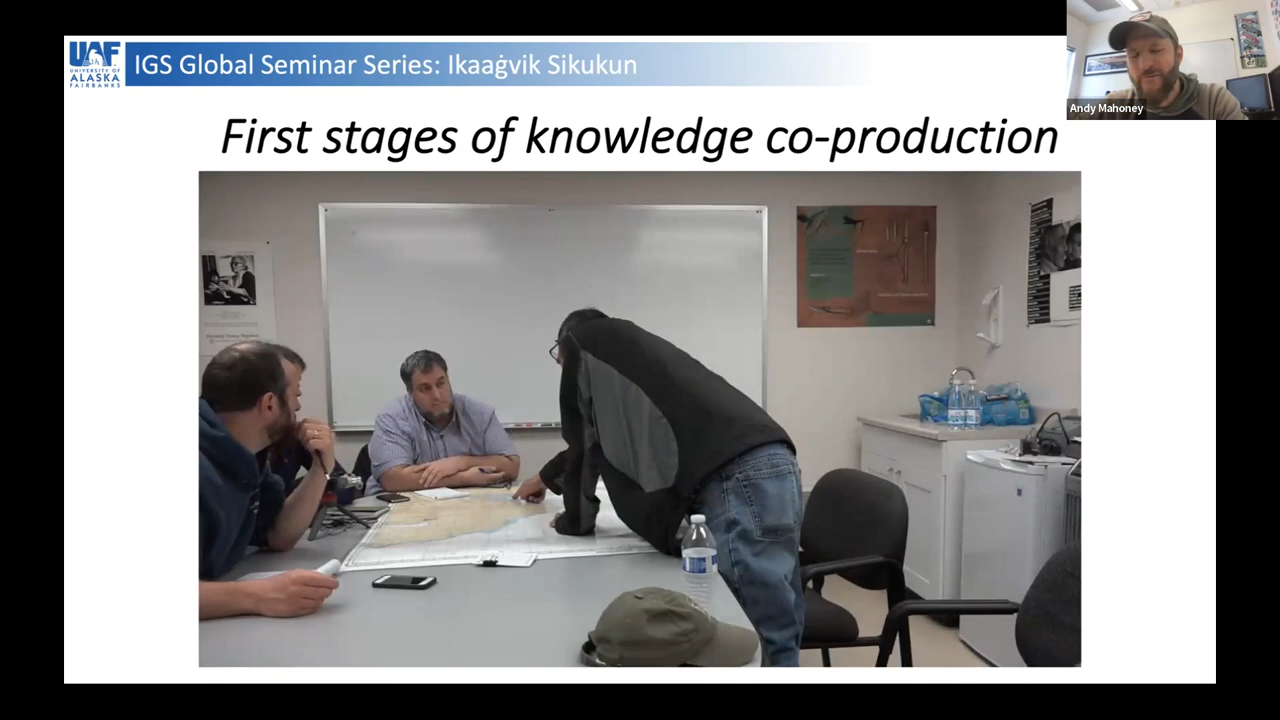 UAF
UNIVERSITY OF
ALASKA
FAIRBANKS
IGS Global Seminar Series: Ikaaġvik Sikukun
Andy Mahoney
First stages of knowledge co-production